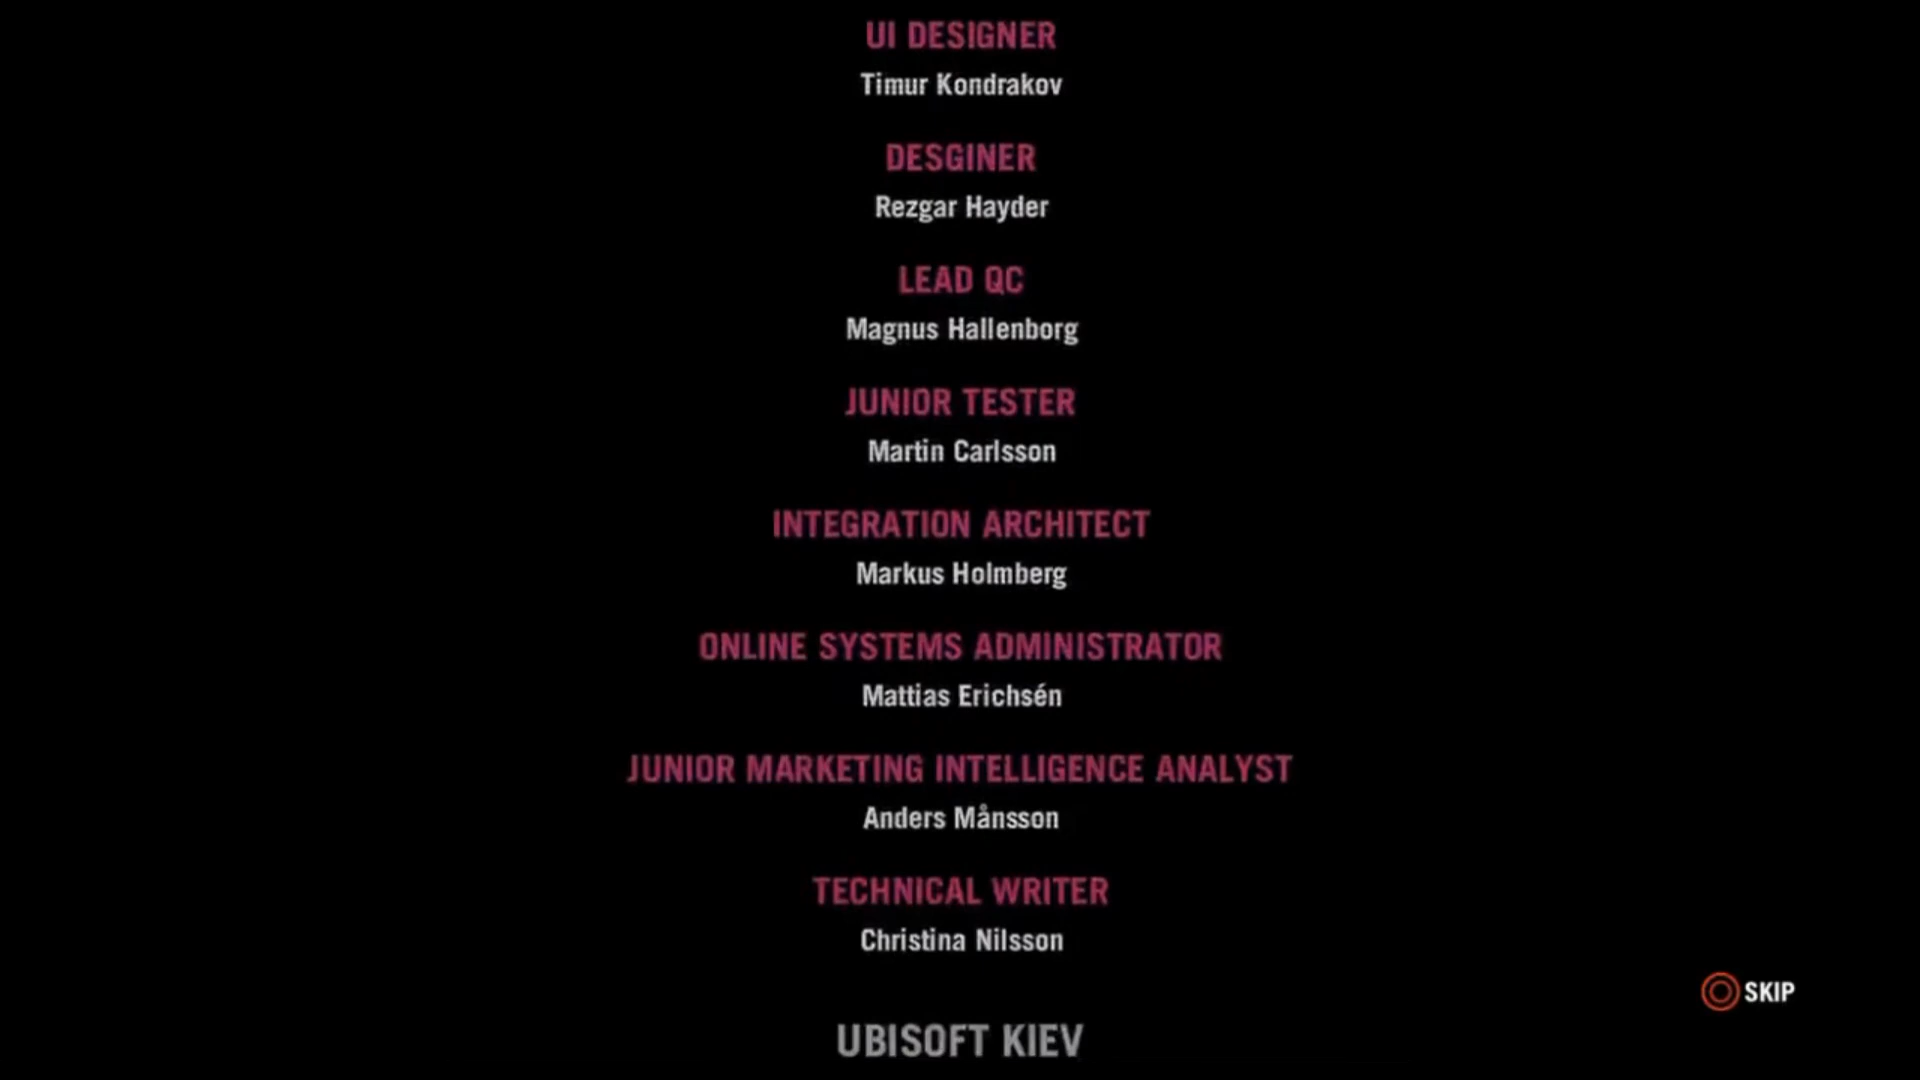 UI DESIGNER
Timur Kondrakov
DESGINER
Rezgar Hayder
LEAD QC
Magnus Hallenborg
JUNIOR TESTER
Martin Carlsson
INTEGRATION ARCHITECT
Markus Holmberg
ONLINE SYSTEMS ADMINISTRATOR
Mattias Erichsén
JUNIOR MARKETING INTELLIGENCE ANALYST
Anders Månsson
TECHNICAL WRITER
Christina Nilsson
SKIP
UBISOFT KIEV